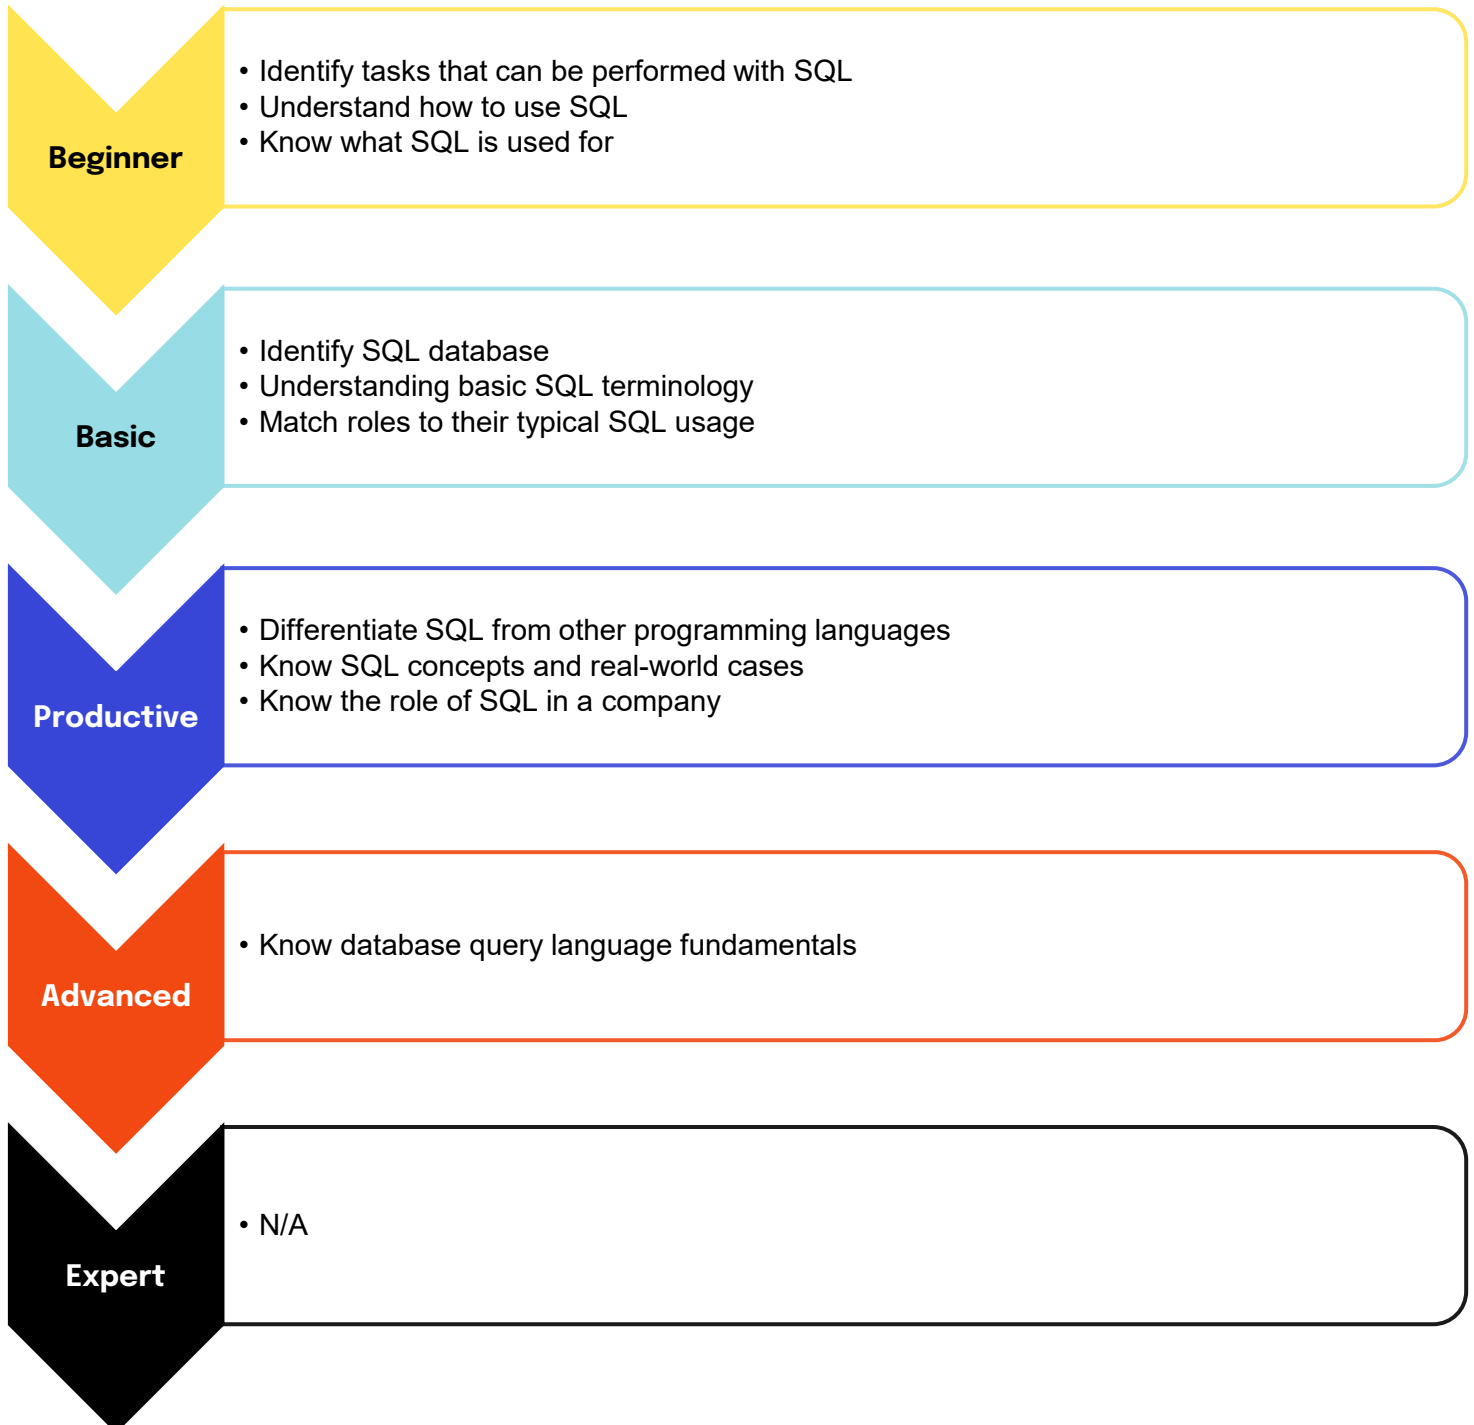 Beginner
• Identify tasks that can be performed with SQL
• Understand how to use SQL
• Know what SQL is used for
Basic
• Identify SQL database
• Understanding basic SQL terminology
• Match roles to their typical SQL usage
Productive
• Differentiate SQL from other programming languages
• Know SQL concepts and real-world cases
• Know the role of SQL in a company
Advanced
• Know database query language fundamentals
Expert
• N/A